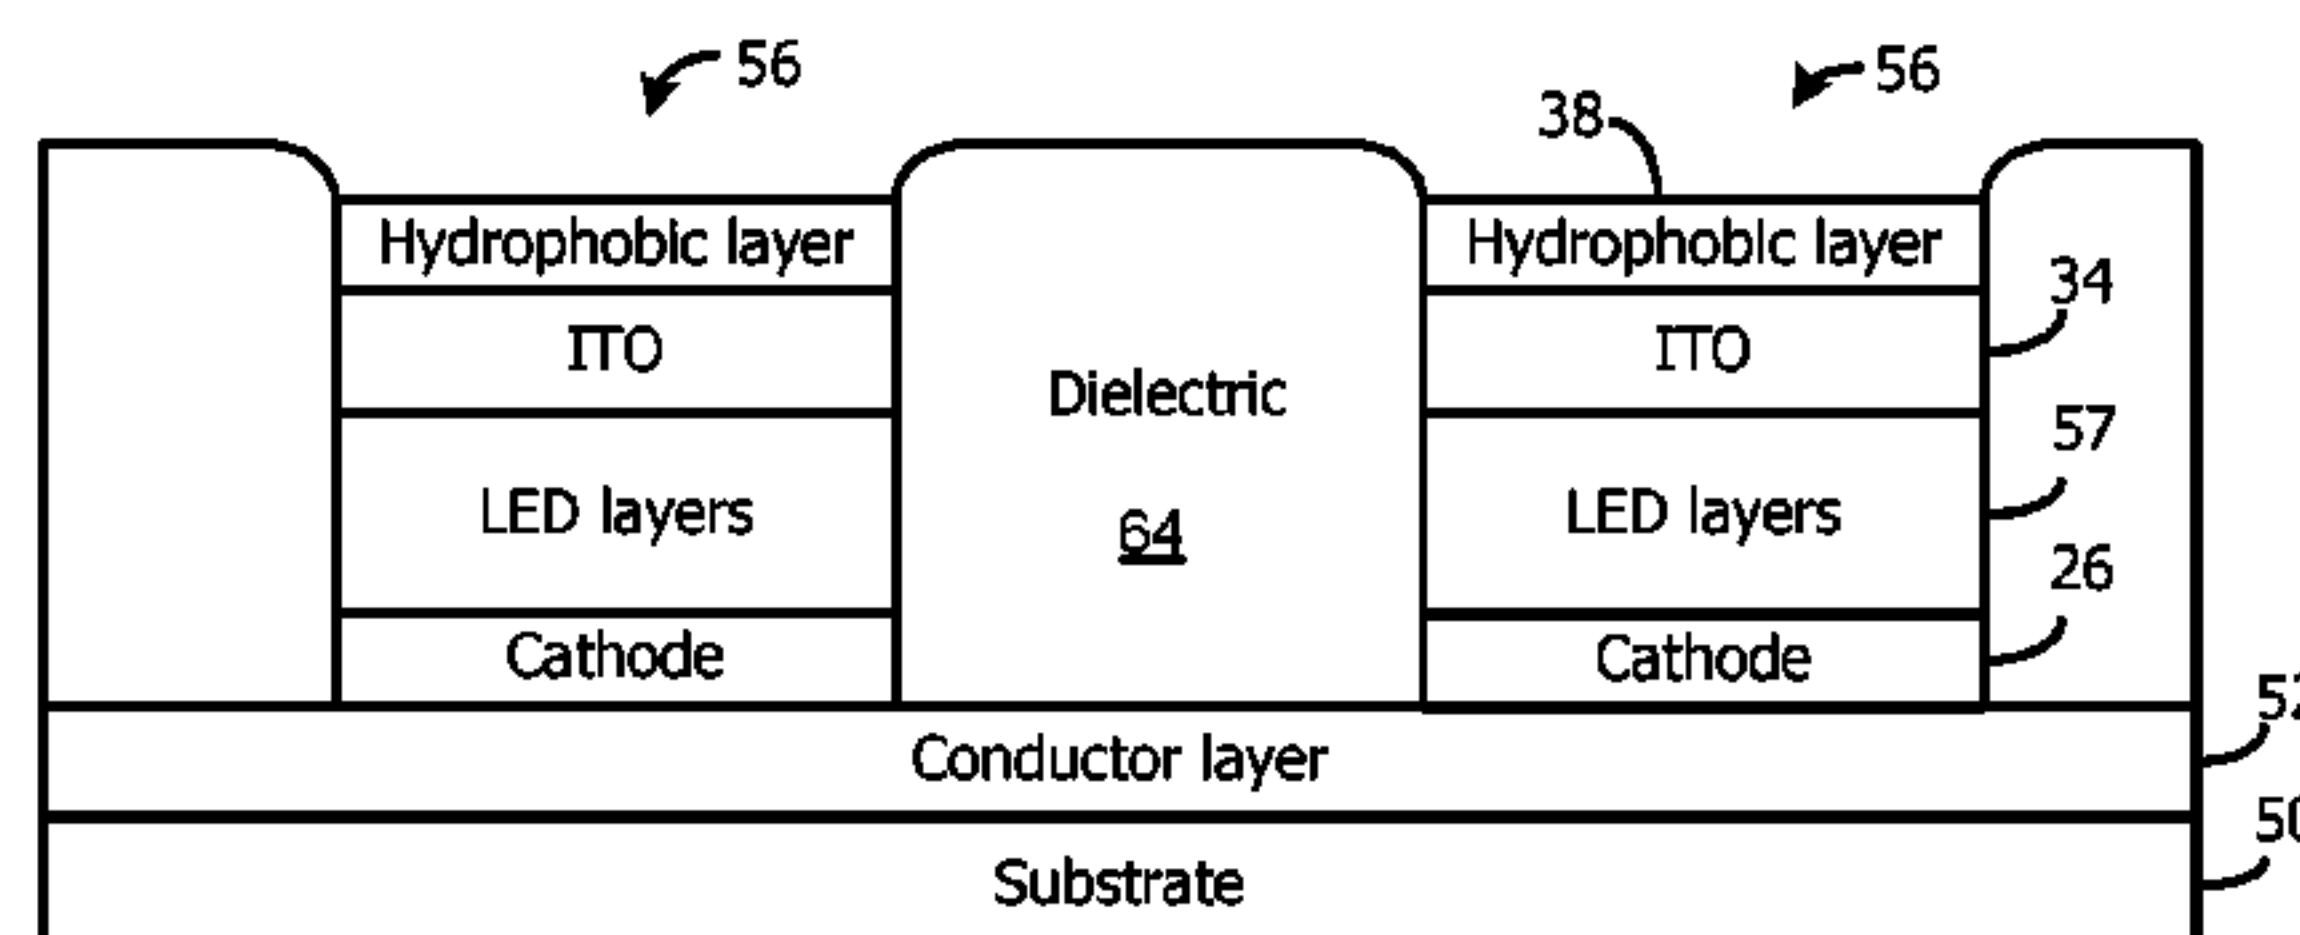 56
56
38
Hydrophobic layer
Hydrophobic layer
34
ITO
ITO
Dielectric
57
LED layers
64
LED layers
26
Cathode
Cathode
Conductor layer
Substrate